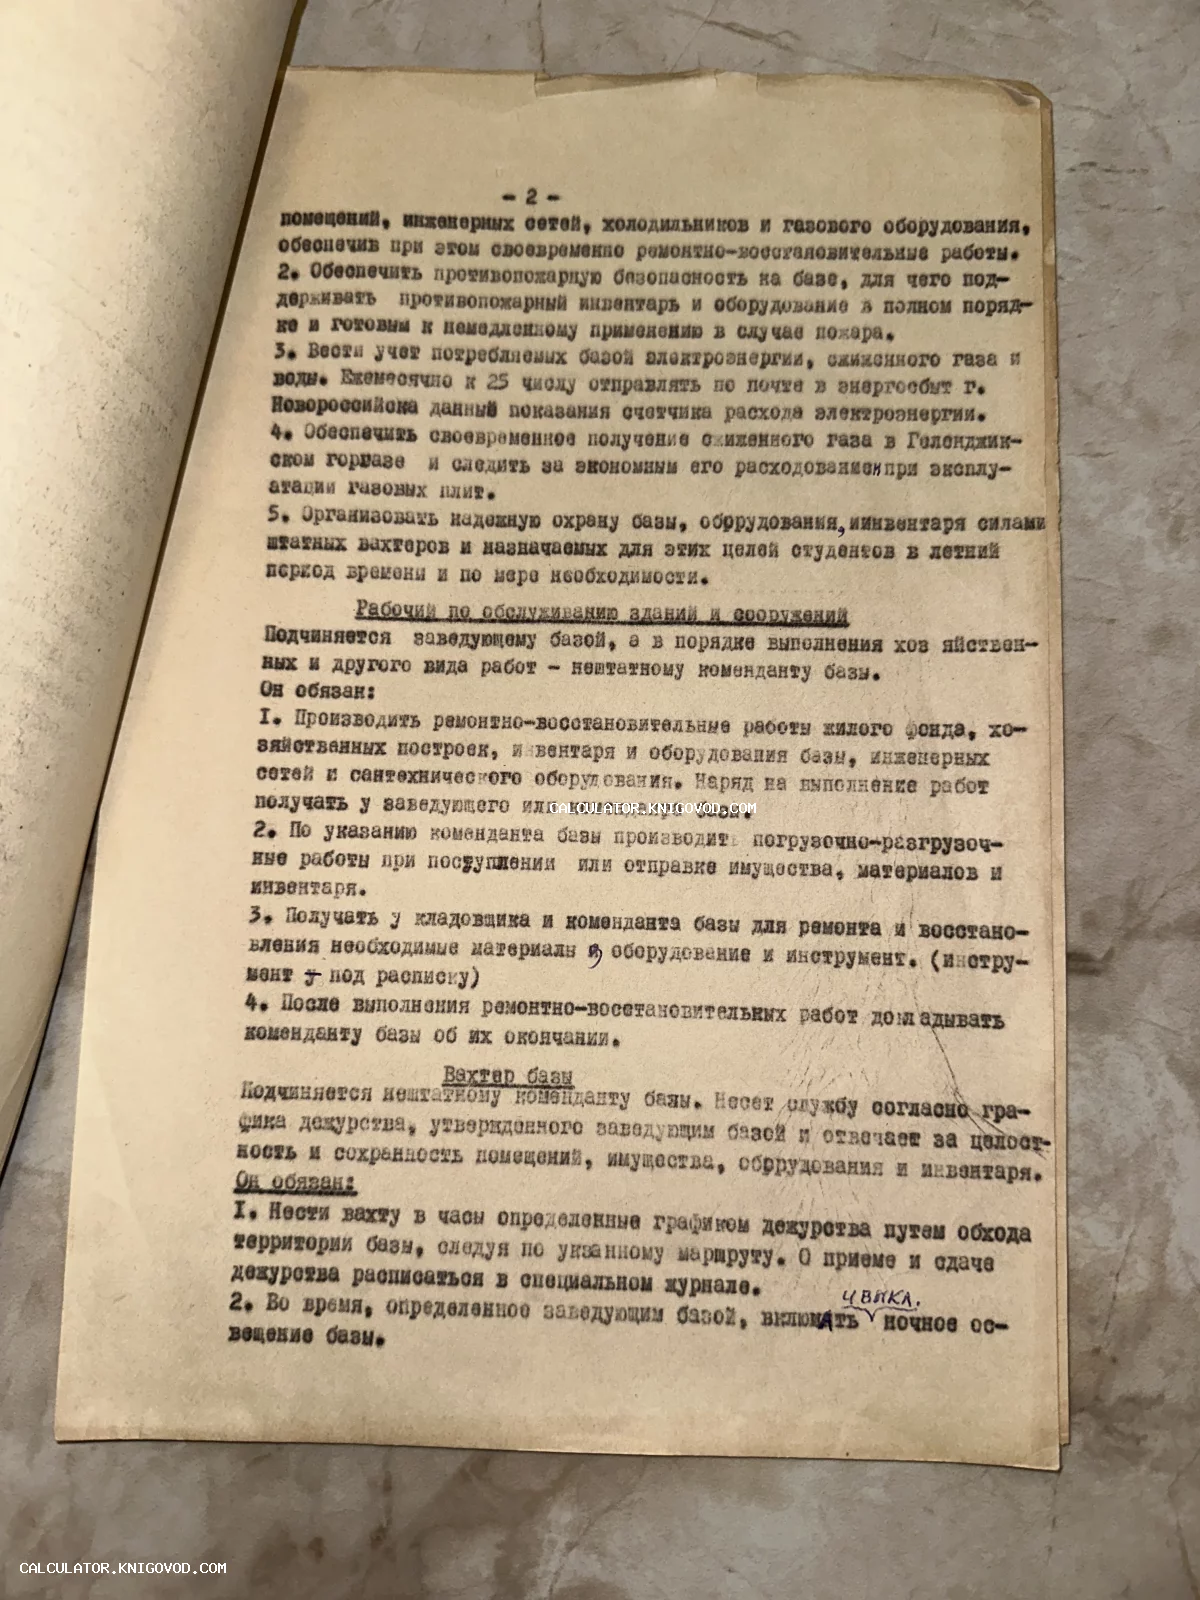 - 2 -
помещений, инженерных сетей, холодильников и газового оборудования,
обеспечив при этом своевременно ремонтно-восстановительные работы.
2. Обеспечить противопожарную безопасность на базе, для чего под-
держивать противопожарный инвентарь и оборудование в полном поряд-
ке и готовым к немедленному применению в случае пожара.
3. Вести учет потребляемых базой электроэнергии, сжиженного газа и
воды. Ежемесячно к 25 числу отправлять по почте в энергосбыт г.
Новороссийска данные показания счетчика расхода электроэнергии.
4. Обеспечить своевременное получение сжиженного газа в Геленджик-
ском горгазе и следить за экономным его расходованием при эксплу-
атации газовых плит.
5. Организовать надежную охрану базы, оборудования, и инвентаря силами
штатных вахтеров и назначаемых для этих целей студентов в летний
период времени и по мере необходимости.
Рабочий по обслуживанию зданий и сооружений
Подчиняется заведующему базой, а в порядке выполнения хоз яйствен-
ных и другого вида работ - нештатному коменданту базы.
Он обязан:
1. Производить ремонтно-восстановительные работы жилого фонда, хо-
зяйственных построек, инвентаря и оборудования базы, инженерных
сетей и сантехнического оборудования. Наряд на выполнение работ
получать у заведующего или базы.
CALCULATOR.KNIGOVOD.COM
2. По указанию коменданта базы производить погрузочно-разгрузоч-
ные работы при поступлении или отправке имущества, материалов и
инвентаря.
3. Получать у кладовщика и коменданта базы для ремонта и восстано-
вления необходимые материалы, оборудование и инструмент. (инстру-
мент - под расписку)
4. После выполнения ремонтно-восстановительных работ докладывать
коменданту базы об их окончании.
Вахтер базы
Подчиняется нештатному коменданту базы. Несет службу согласно гра-
фика дежурства, утвержденного заведующим базой и отвечает за целост-
ность и сохранность помещений, имущества, оборудования и инвентаря.
Он обязан:
1. Нести вахту в часы определенные графиком дежурства путем обхода
территории базы, следуя по указанному маршруту. О приеме и сдаче
дежурства расписаться в специальном журнале.
2. Во время, определенное заведующим базой, включать ночное ос-
вещение базы.
CALCULATOR.KNIGOVOD.COM